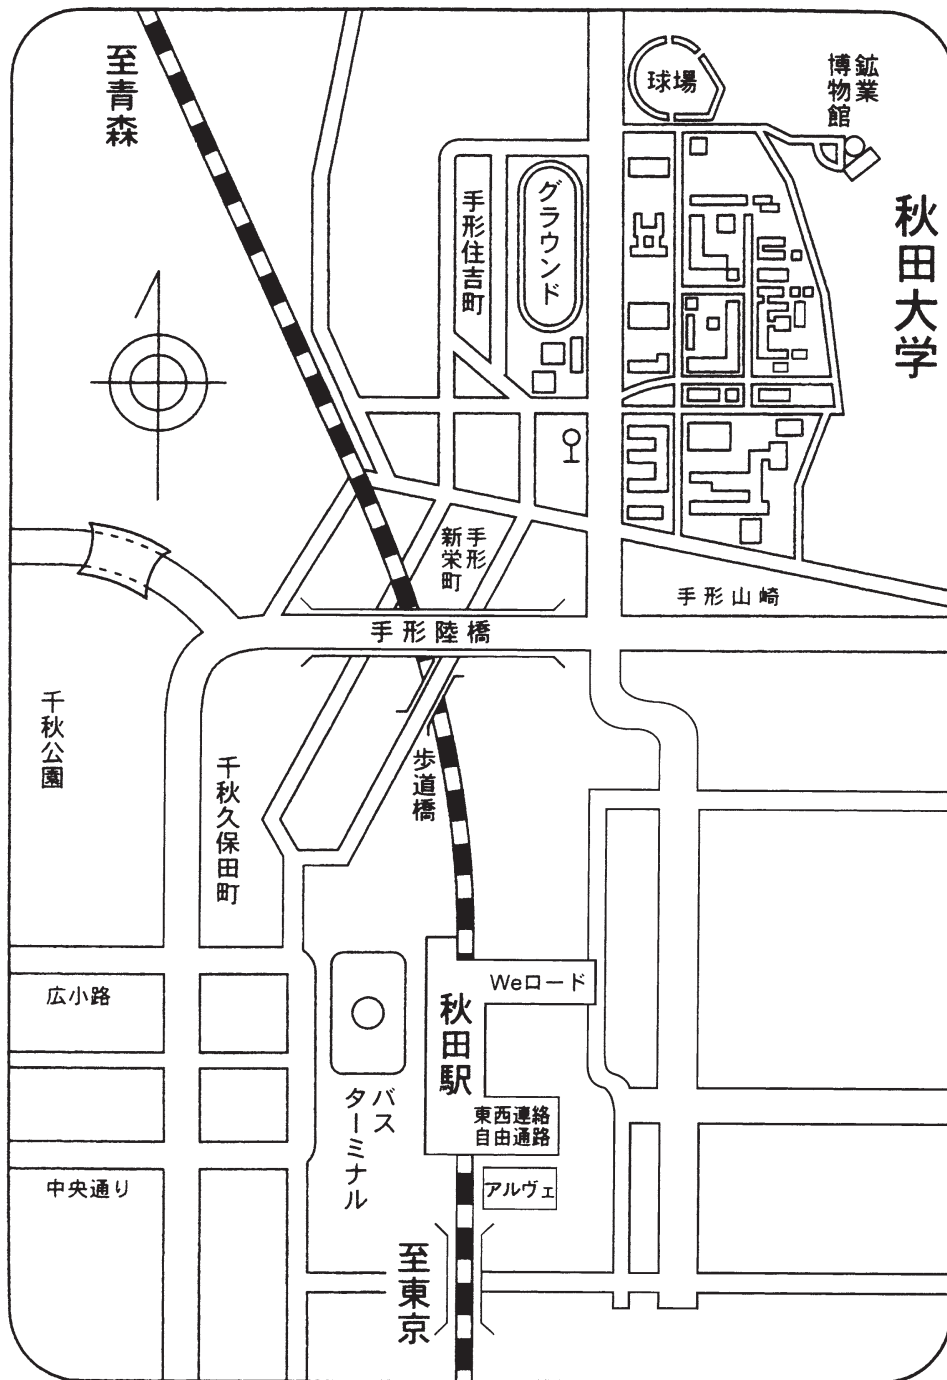 至青森
球場
鉱業
博物館
秋田大学
グラウンド
手形住吉町
手形
新栄町
手形山崎
手形陸橋
千秋公園
千秋久保田町
歩道橋
Weロード
広小路
秋田駅
バス
ターミナル
東西連絡
自由通路
中央通り
アルヴェ
至東京